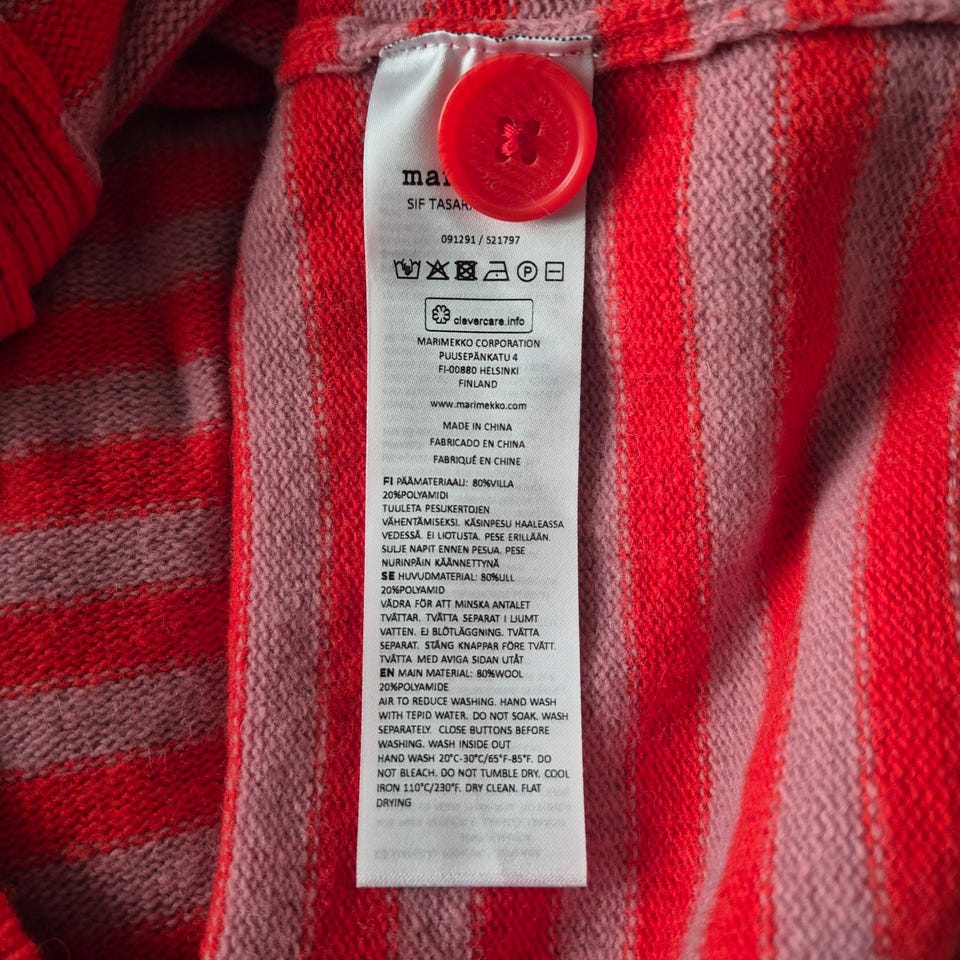 SIF
091291 / 521797
clevercare.info
MARIMEKKO CORPORATION
PUUSEPÄNKATU 4
FI-00880 HELSINKI
FINLAND
www.marimekko.com
MADE IN CHINA
FABRICADO EN CHINA
FABRIQUÉ EN CHINE
FI PÄÄMATERIAALI: 80%VILLA
20%POLYAMIDI
TUULETA PESUKERTOJEN
VÄHENTÄMISEKSI. KÄSINPESU HAALEASSA
VEDESSÄ. EI LIOTUSTA. PESE ERILLÄÄN.
SULJE NAPIT ENNEN PESUA. PESE
NURINPÄIN KÄÄNNETTYNÄ
SE HUVUDMATERIAL: 80%ULL
20%POLYAMID
VÄDRA FÖR ATT MINSKA ANTALET
TVÄTTAR. TVÄTTA SEPARAT I LJUMT
VATTEN. EJ BLÖTLÄGGNING. TVÄTTA
SEPARAT. STÄNG KNAPPAR FÖRE TVÄTT.
TVÄTTA MED AVIGA SIDAN UTÅT
EN MAIN MATERIAL: 80%WOOL
20%POLYAMIDE
AIR TO REDUCE WASHING. HAND WASH
WITH TEPID WATER. DO NOT SOAK. WASH
SEPARATELY. CLOSE BUTTONS BEFORE
WASHING. WASH INSIDE OUT
HAND WASH 20°C-30°C/65°F-85°F. DO
NOT BLEACH. DO NOT TUMBLE DRY. COOL
IRON 110°C/230°F. DRY CLEAN. FLAT
DRYING